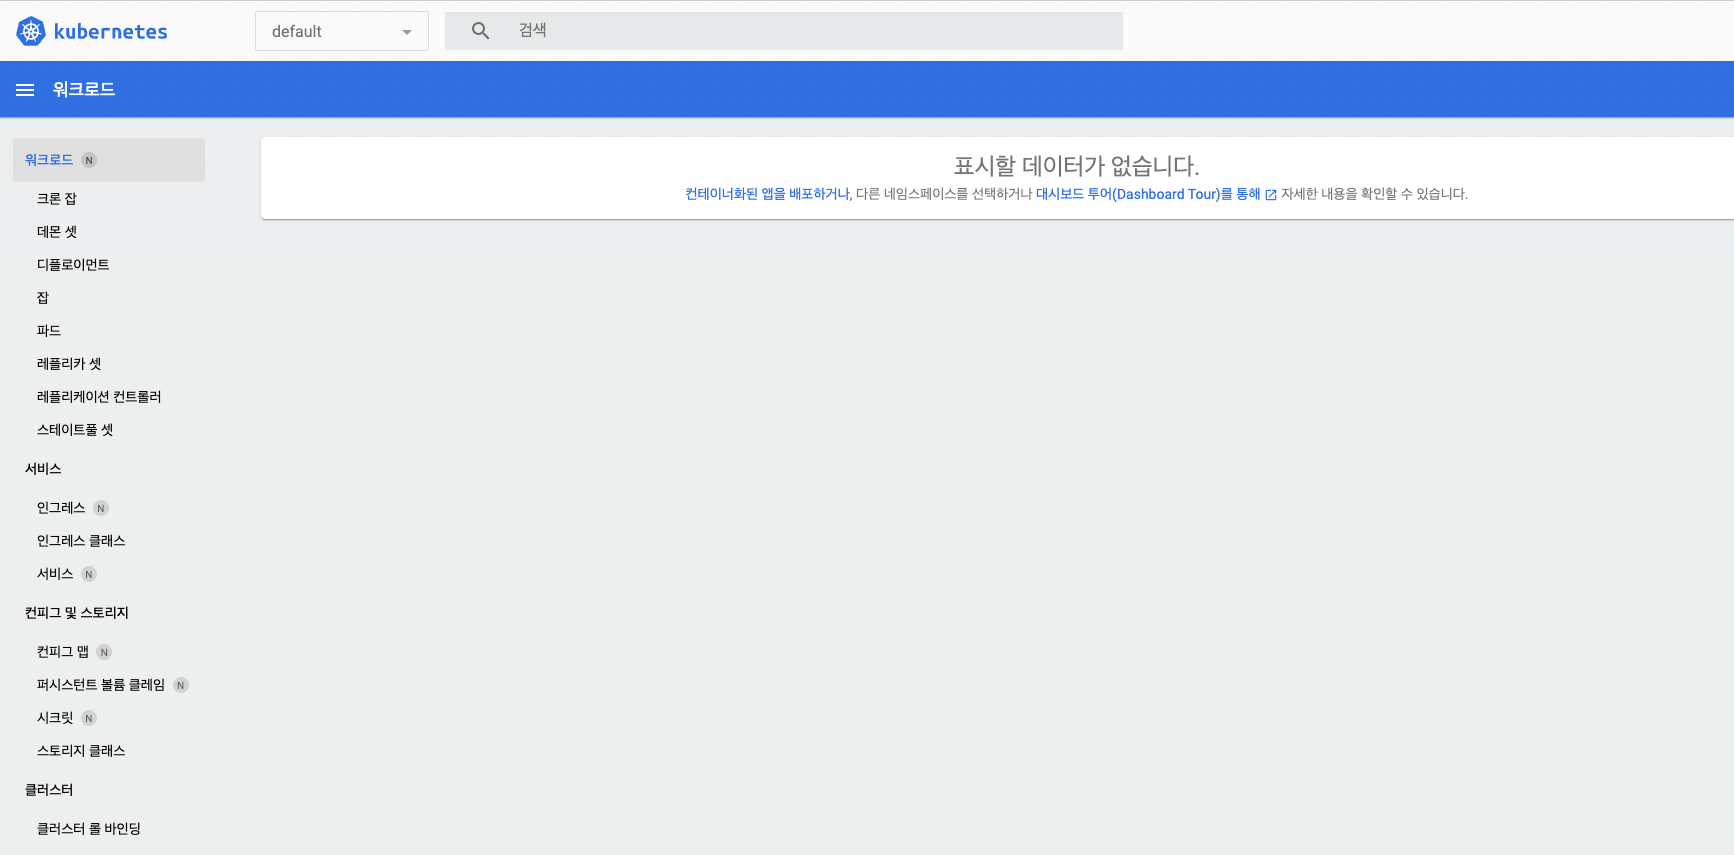 kubernetes
default
검색
워크로드
워크로드 N
크론 잡
데몬 셋
디플로이먼트
잡
파드
레플리카 셋
레플리케이션 컨트롤러
스테이트풀 셋
서비스
인그레스 N
인그레스 클래스
서비스 N
컨피그 및 스토리지
컨피그 맵 N
퍼시스턴트 볼륨 클레임 N
시크릿 N
스토리지 클래스
클러스터
클러스터 롤 바인딩
표시할 데이터가 없습니다.
컨테이너화된 앱을 배포하거나, 다른 네임스페이스를 선택하거나 대시보드 투어(Dashboard Tour)를 통해 자세한 내용을 확인할 수 있습니다.